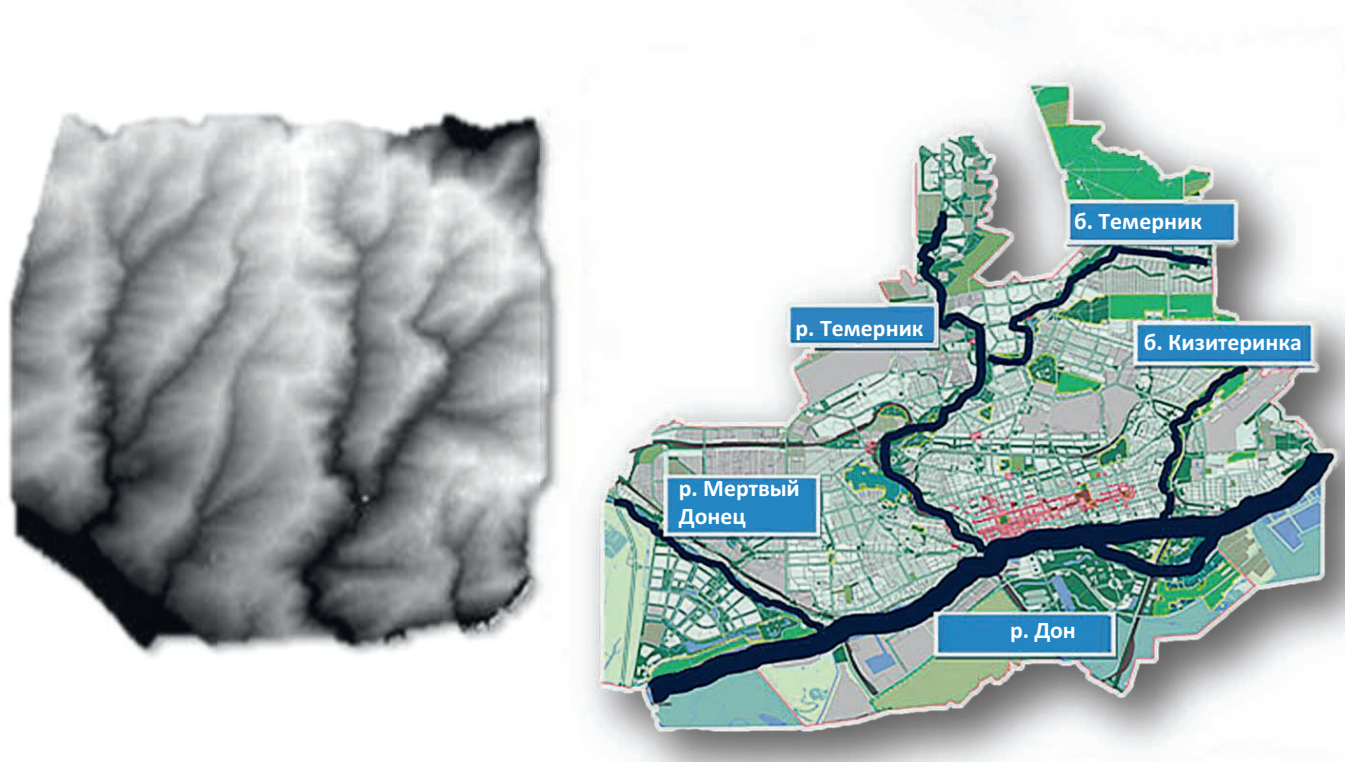 б. Темерник
р. Темерник
б. Кизитеринка
р. Мертвый
Донец
р. Дон